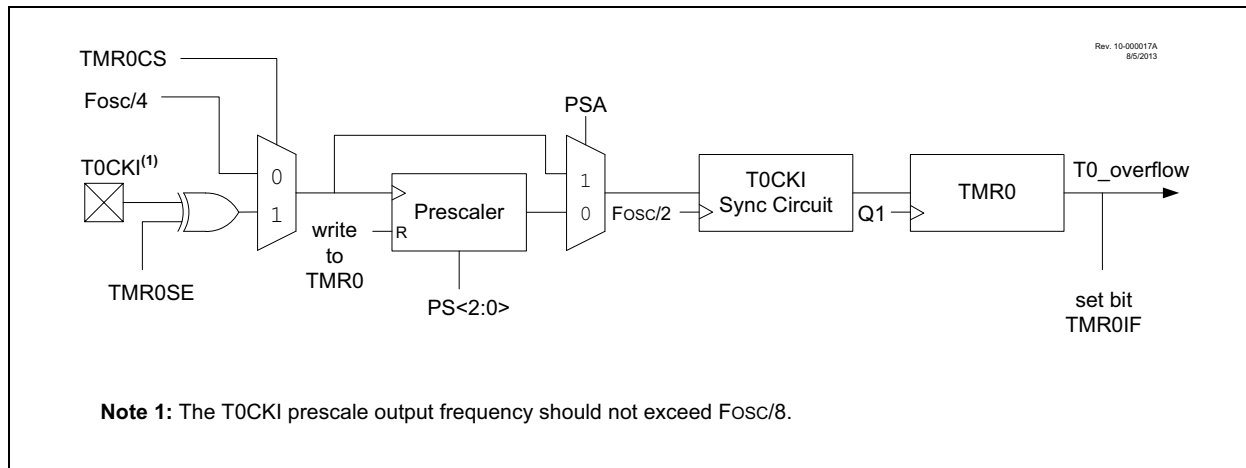 Rev. 10-000017A
8/5/2013
TMR0CS
Fosc/4
PSA
T0CKI(1)
0
1
1
0
T0CKI
Sync Circuit
TMR0
T0_overflow
Prescaler
R
FOSC/2
Q1
write
to
TMR0
TMR0SE
PS<2:0>
set bit
TMR0IF
Note 1: The T0CKI prescale output frequency should not exceed FOSC/8.